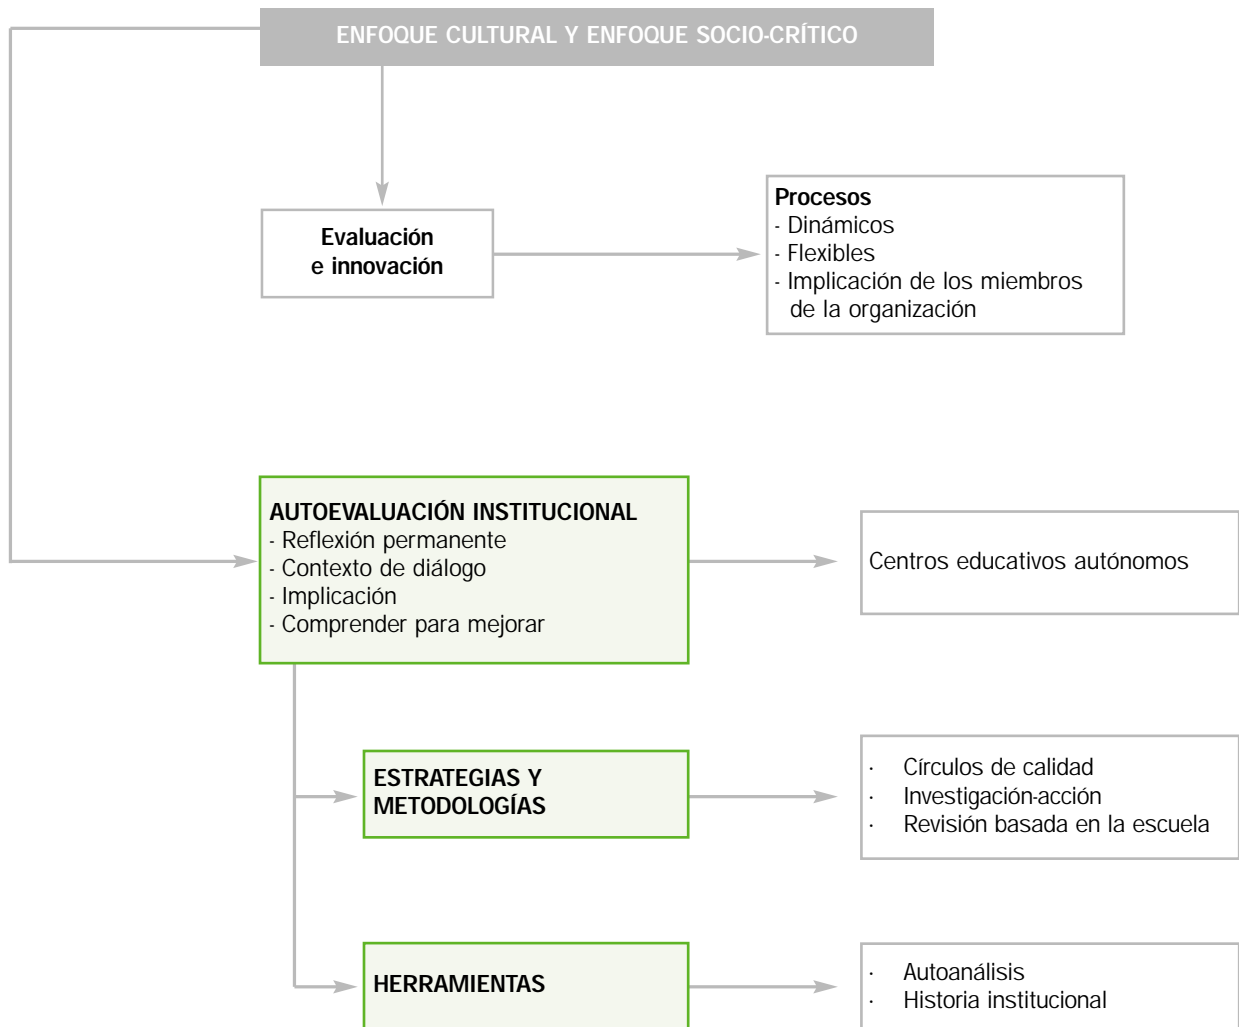 ENFOQUE CULTURAL Y ENFOQUE SOCIO-CRÍTICO
Evaluación
e innovación
Procesos
- Dinámicos
- Flexibles
- Implicación de los miembros
de la organización
AUTOEVALUACIÓN INSTITUCIONAL
- Reflexión permanente
- Contexto de diálogo
- Implicación
- Comprender para mejorar
Centros educativos autónomos
ESTRATEGIAS Y
METODOLOGÍAS
· Círculos de calidad
· Investigación-acción
· Revisión basada en la escuela
HERRAMIENTAS
· Autoanálisis
· Historia institucional